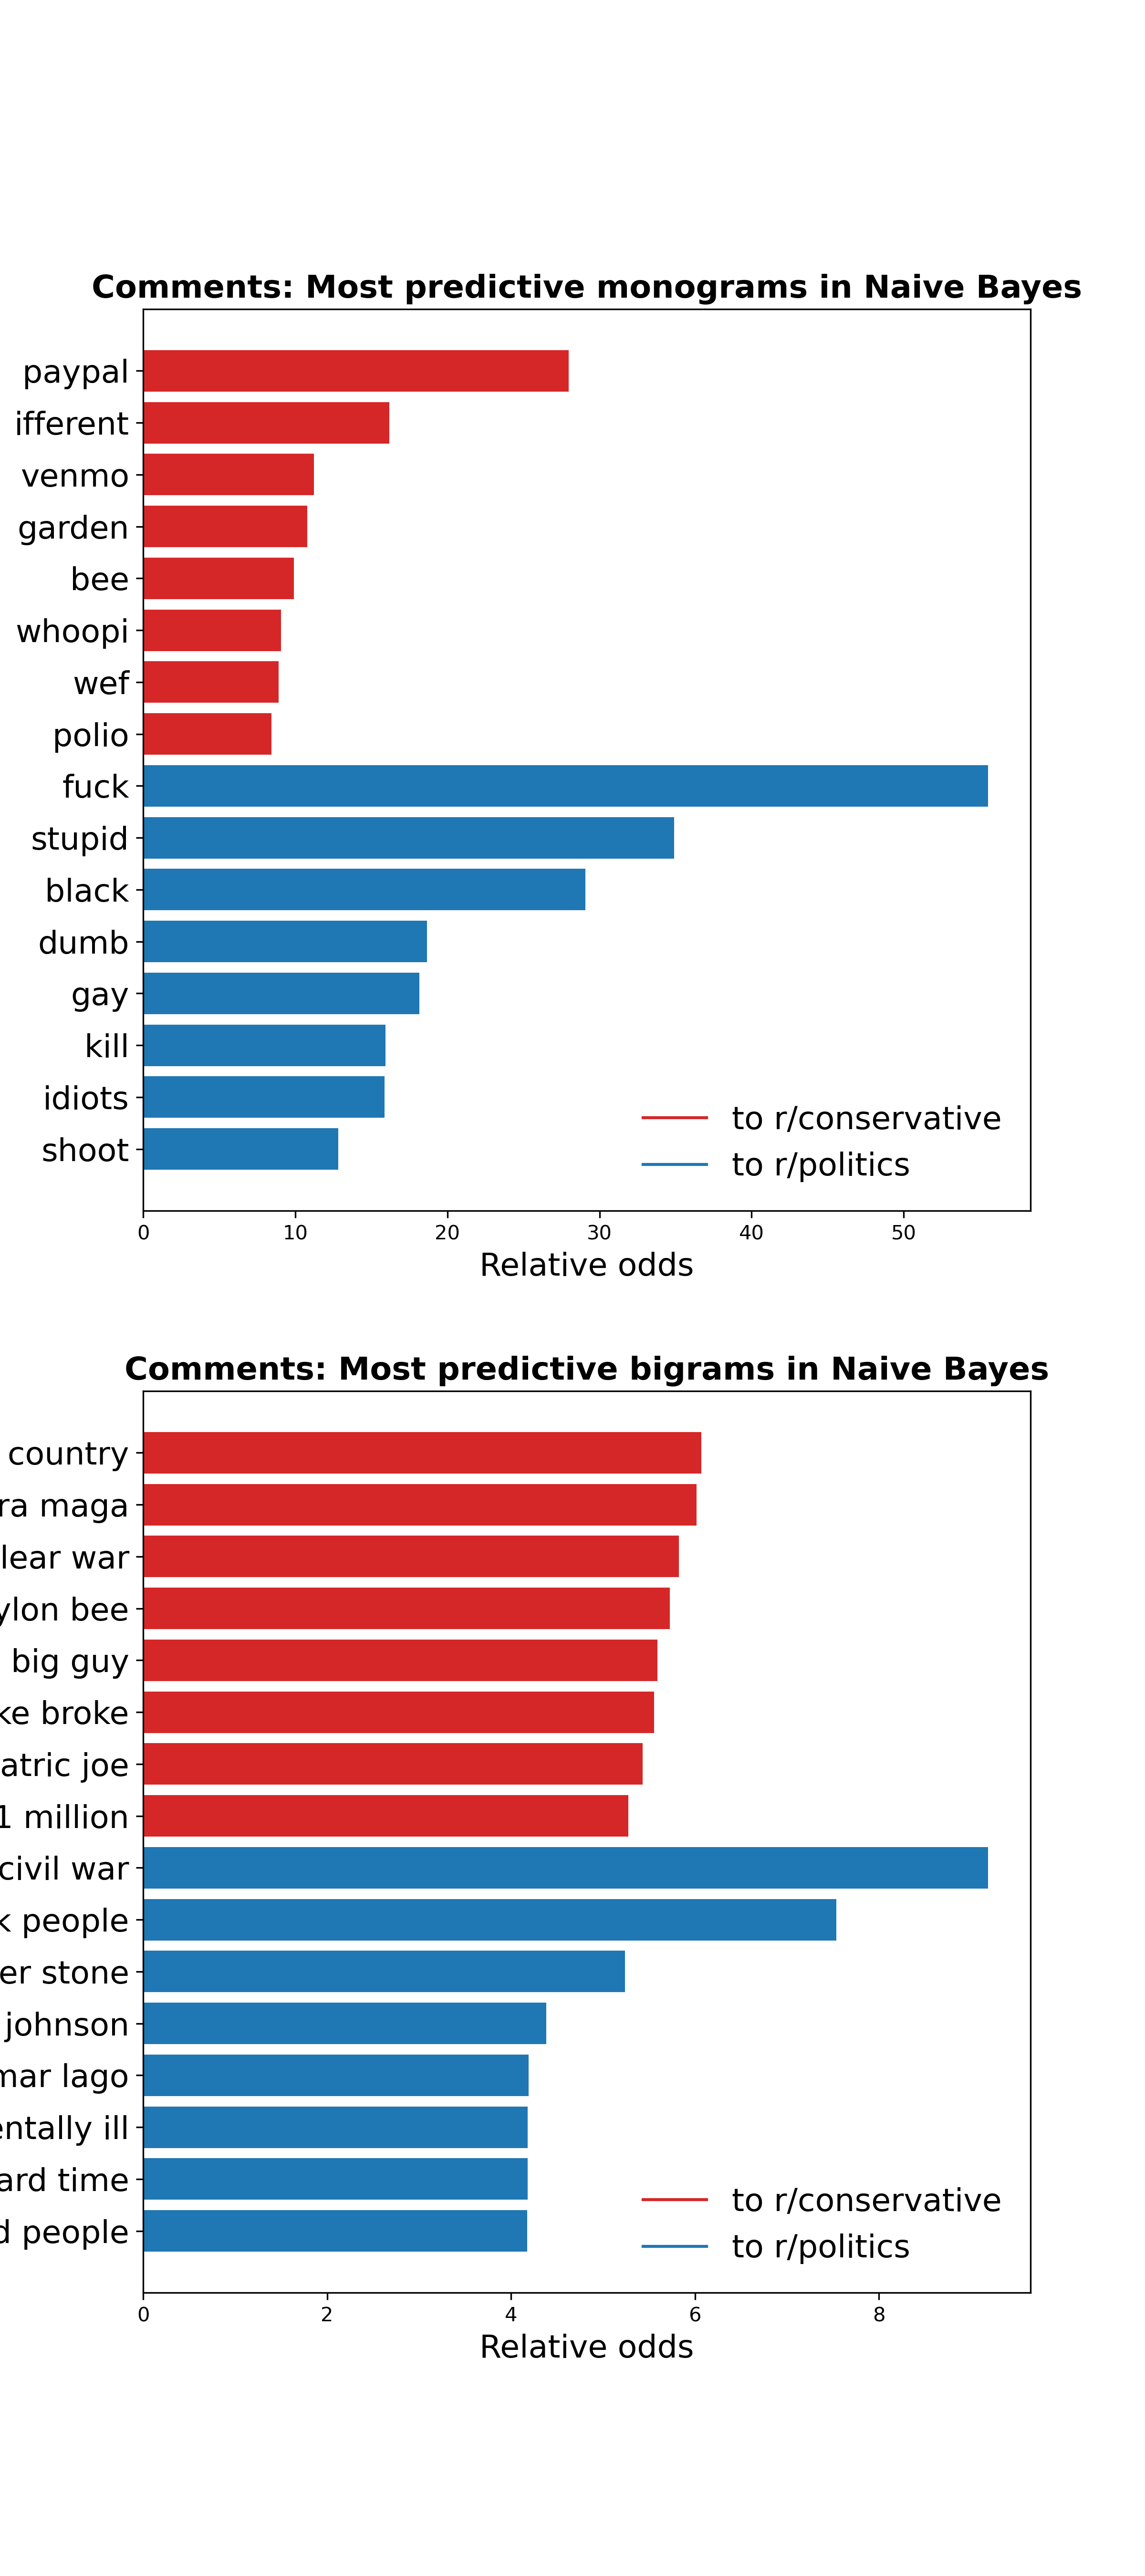 Comments: Most predictive monograms in Naive Bayes
paypal
ifferent
venmo
garden
bee
whoopi
wef
polio
fuck
stupid
black
dumb
gay
kill
idiots
shoot
to r/conservative
to r/politics
0 10 20 30 40 50
Relative odds
Comments: Most predictive bigrams in Naive Bayes
country
ra maga
lear war
ylon bee
big guy
ke broke
atric joe
1 million
civil war
k people
er stone
johnson
mar lago
entally ill
ard time
d people
to r/conservative
to r/politics
0 2 4 6 8
Relative odds